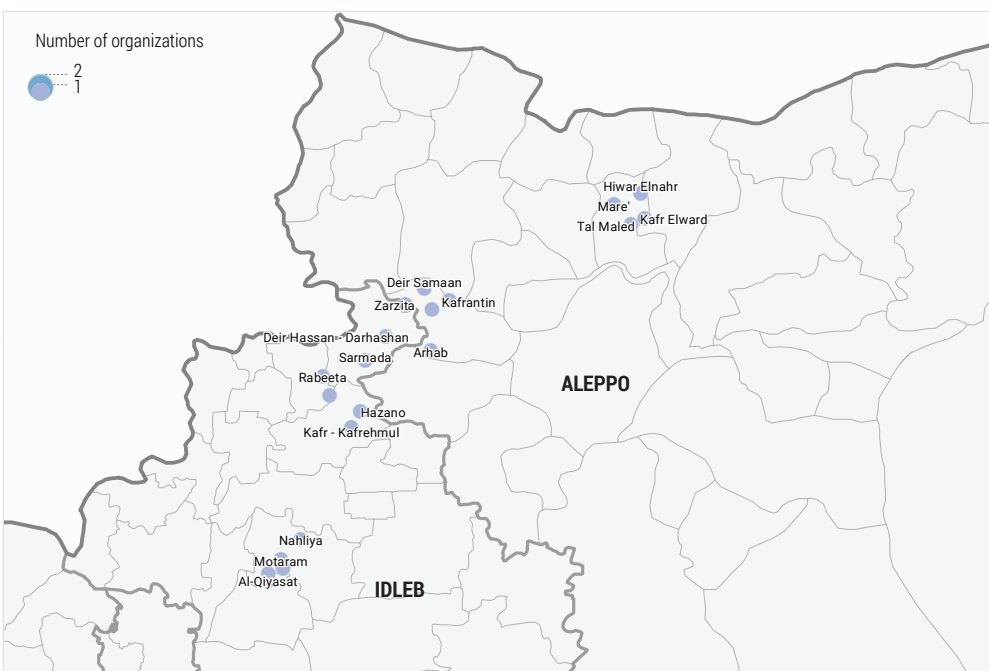 Number of organizations
2
1
Hiwar Elnahr
Mare'
Tal Maled
Kafr Elward
Deir Samaan
Zarzita
Kafrantin
Deir Hassan - Darhashan
Arhab
Sarmada
Rabeeta
ALEPPO
Hazano
Kafr - Kafrehmul
Nahliya
Motaram
Al-Qiyasat
IDLEB